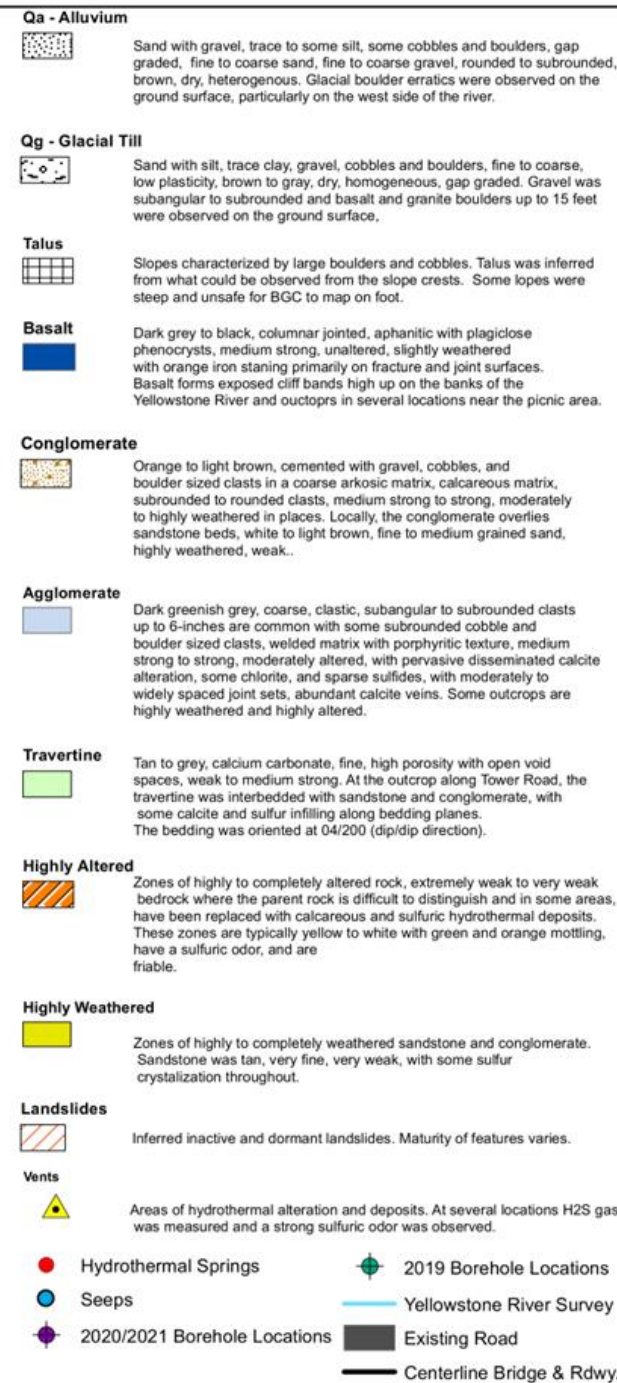 Qa - Alluvium
Sand with gravel, trace to some silt, some cobbles and boulders, gap
graded, fine to coarse sand, fine to coarse gravel, rounded to subrounded,
brown, dry, heterogenous. Glacial boulder erratics were observed on the
ground surface, particularly on the west side of the river.
Qg - Glacial Till
Sand with silt, trace clay, gravel, cobbles and boulders, fine to coarse,
low plasticity, brown to gray, dry, homogeneous, gap graded. Gravel was
subangular to subrounded and basalt and granite boulders up to 15 feet
were observed on the ground surface,
Talus
Slopes characterized by large boulders and cobbles. Talus was inferred
from what could be observed from the slope crests. Some lopes were
steep and unsafe for BGC to map on foot.
Basalt
Dark grey to black, columnar jointed, aphanitic with plagiclose
phenocrysts, medium strong, unaltered, slightly weathered
with orange iron staning primarily on fracture and joint surfaces.
Basalt forms exposed cliff bands high up on the banks of the
Yellowstone River and ouctoprs in several locations near the picnic area.
Conglomerate
Orange to light brown, cemented with gravel, cobbles, and
boulder sized clasts in a coarse arkosic matrix, calcareous matrix,
subrounded to rounded clasts, medium strong to strong, moderately
to highly weathered in places. Locally, the conglomerate overlies
sandstone beds, white to light brown, fine to medium grained sand,
highly weathered, weak..
Agglomerate
Dark greenish grey, coarse, clastic, subangular to subrounded clasts
up to 6-inches are common with some subrounded cobble and
boulder sized clasts, welded matrix with porphyritic texture, medium
strong to strong, moderately altered, with pervasive disseminated calcite
alteration, some chlorite, and sparse sulfides, with moderately to
widely spaced joint sets, abundant calcite veins. Some outcrops are
highly weathered and highly altered.
Travertine
Tan to grey, calcium carbonate, fine, high porosity with open void
spaces, weak to medium strong. At the outcrop along Tower Road, the
travertine was interbedded with sandstone and conglomerate, with
some calcite and sulfur infilling along bedding planes.
The bedding was oriented at 04/200 (dip/dip direction).
Highly Altered
Zones of highly to completely altered rock, extremely weak to very weak
bedrock where the parent rock is difficult to distinguish and in some areas,
have been replaced with calcareous and sulfuric hydrothermal deposits.
These zones are typically yellow to white with green and orange mottling,
have a sulfuric odor, and are
friable.
Highly Weathered
Zones of highly to completely weathered sandstone and conglomerate.
Sandstone was tan, very fine, very weak, with some sulfur
crystalization throughout.
Landslides
Inferred inactive and dormant landslides. Maturity of features varies.
Vents
Areas of hydrothermal alteration and deposits. At several locations H2S gas
was measured and a strong sulfuric odor was observed.
Hydrothermal Springs
Seeps
2020/2021 Borehole Locations
2019 Borehole Locations
Yellowstone River Survey
Existing Road
Centerline Bridge & Rdwy.